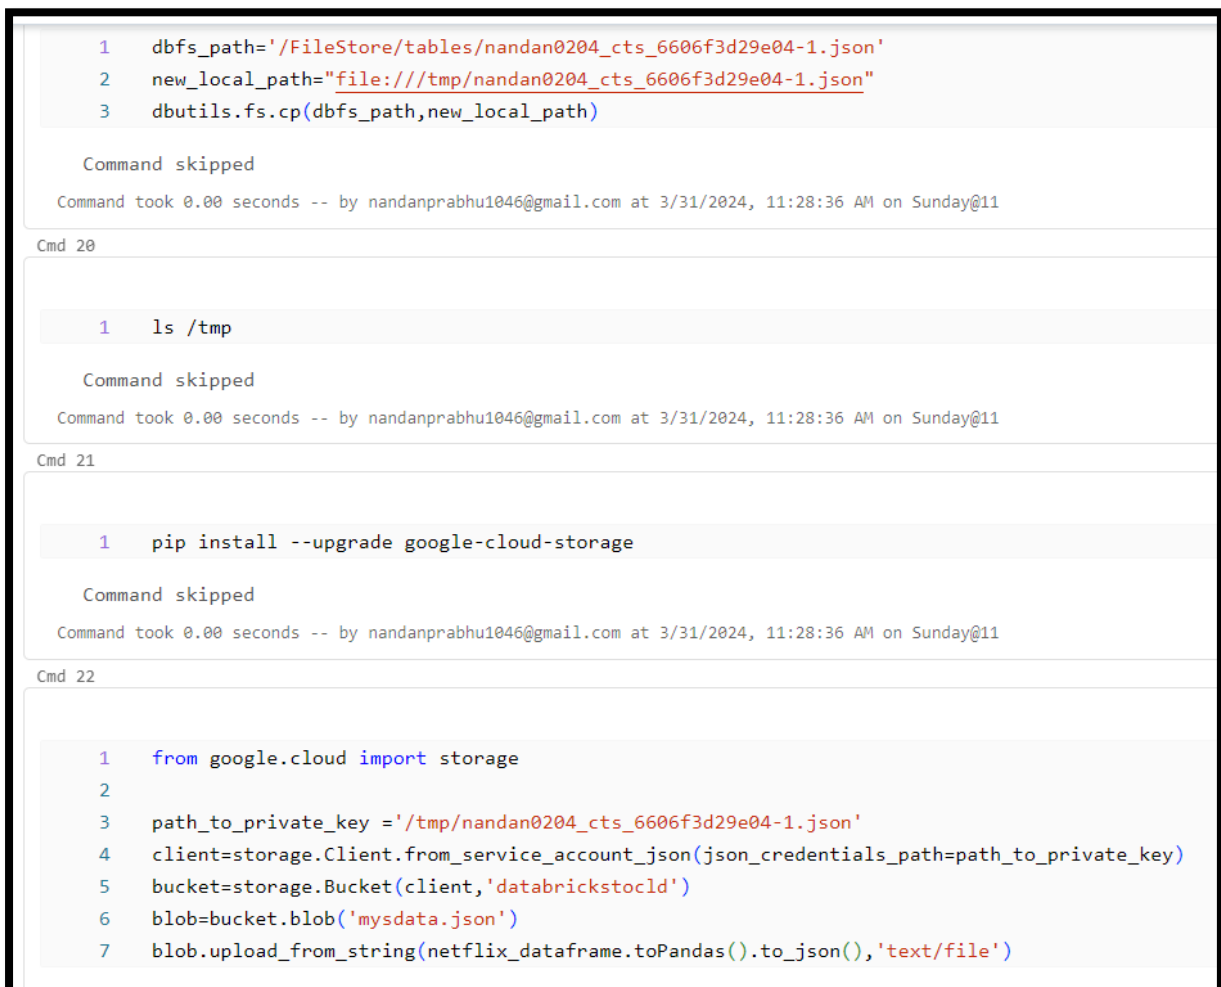 1 dbfs_path='/FileStore/tables/nandan0204_cts_6606f3d29e04-1.json'
2 new_local_path="file:///tmp/nandan0204_cts_6606f3d29e04-1.json"
3 dbutils.fs.cp(dbfs_path,new_local_path)
Command skipped
Command took 0.00 seconds -- by nandanprabhu1046@gmail.com at 3/31/2024, 11:28:36 AM on Sunday@11
Cmd 20
1 ls /tmp
Command skipped
Command took 0.00 seconds -- by nandanprabhu1046@gmail.com at 3/31/2024, 11:28:36 AM on Sunday@11
Cmd 21
1 pip install --upgrade google-cloud-storage
Command skipped
Command took 0.00 seconds -- by nandanprabhu1046@gmail.com at 3/31/2024, 11:28:36 AM on Sunday@11
Cmd 22
1 from google.cloud import storage
2
3 path_to_private_key ='/tmp/nandan0204_cts_6606f3d29e04-1.json'
4 client=storage.Client.from_service_account_json(json_credentials_path=path_to_private_key)
5 bucket=storage.Bucket(client,'databrickstocld')
6 blob=bucket.blob('mysdata.json')
7 blob.upload_from_string(netflix_dataframe.toPandas().to_json(),'text/file')